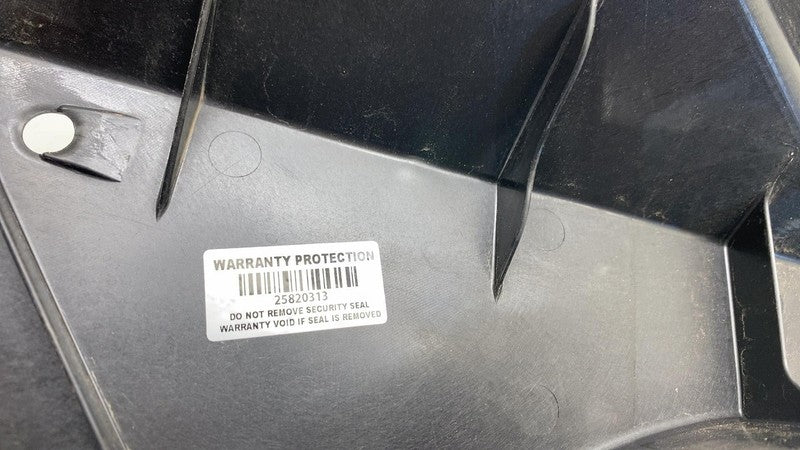 WARRANTY PROTECTION
25820313
DO NOT REMOVE SECURITY SEAL
WARRANTY VOID IF SEAL IS REMOVED